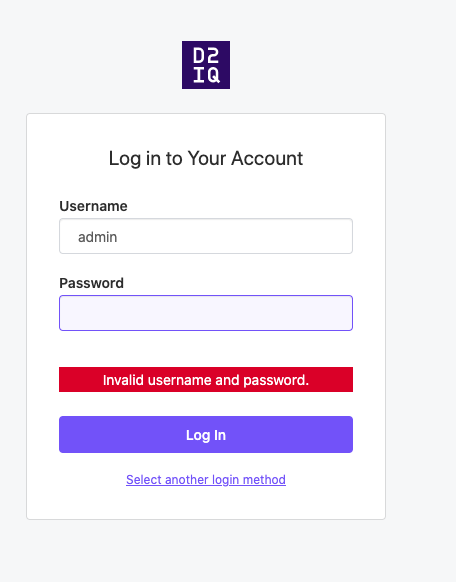 D2
IQ
Log in to Your Account
Username
admin
Password
Invalid username and password.
Log In
Select another login method